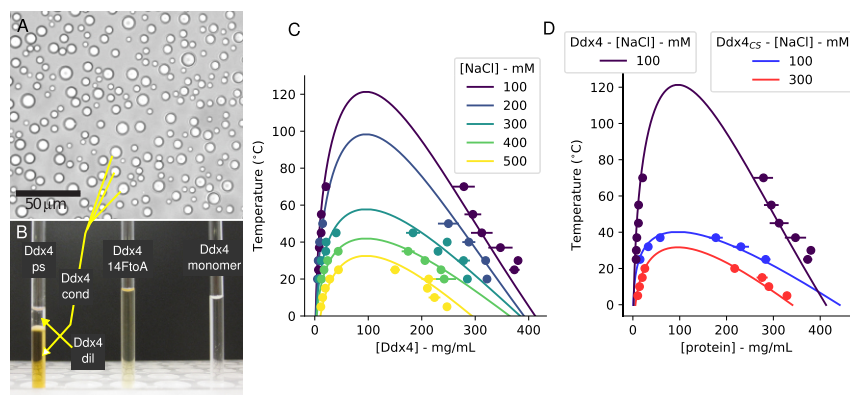 A
50 μm
B
Ddx4
ps
Ddx4
14FtoA
Ddx4
monomer
Ddx4
cond
Ddx4
dil
C
[NaCl] - mM
100
200
300
400
500
Temperature (°C)
120
100
80
60
40
20
0
0
100
200
300
400
[Ddx4] - mg/mL
D
Ddx4 - [NaCl] - mM
100
Ddx4CS - [NaCl] - mM
100
300
Temperature (°C)
120
100
80
60
40
20
0
0
100
200
300
400
[protein] - mg/mL